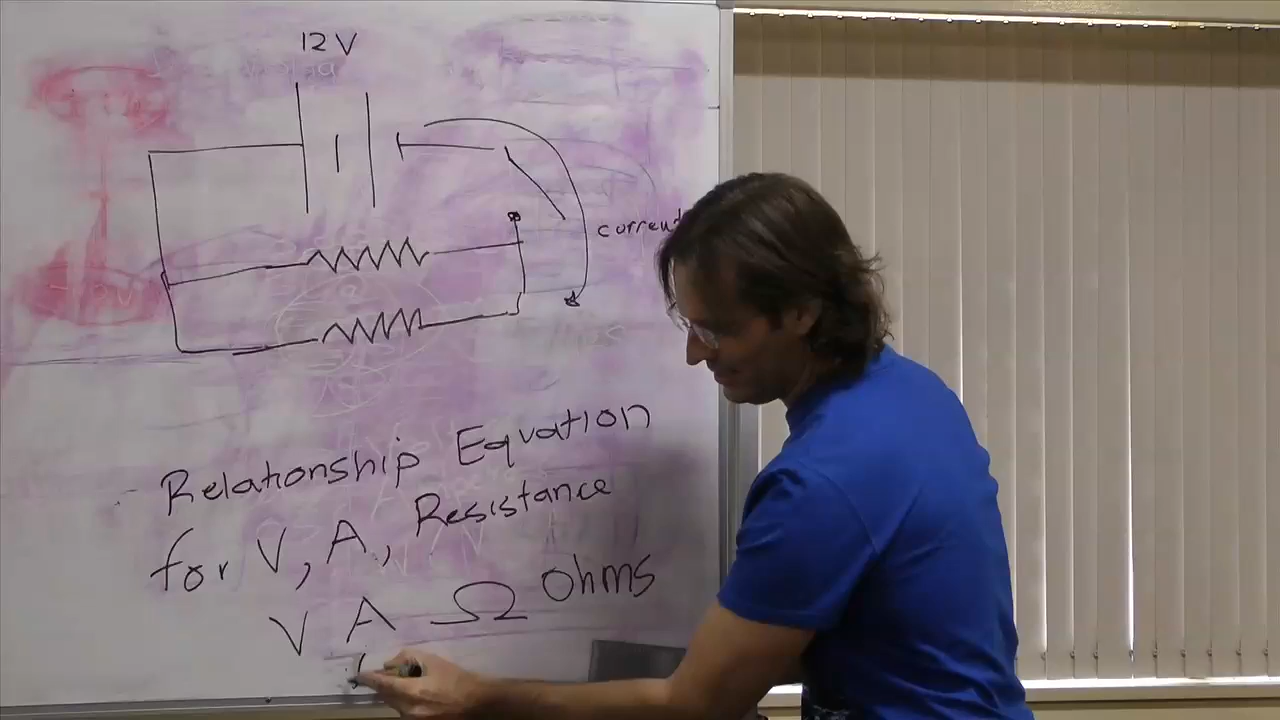 12V
current
Relationship Equation
for V, A, Resistance
V A Ω Ohms